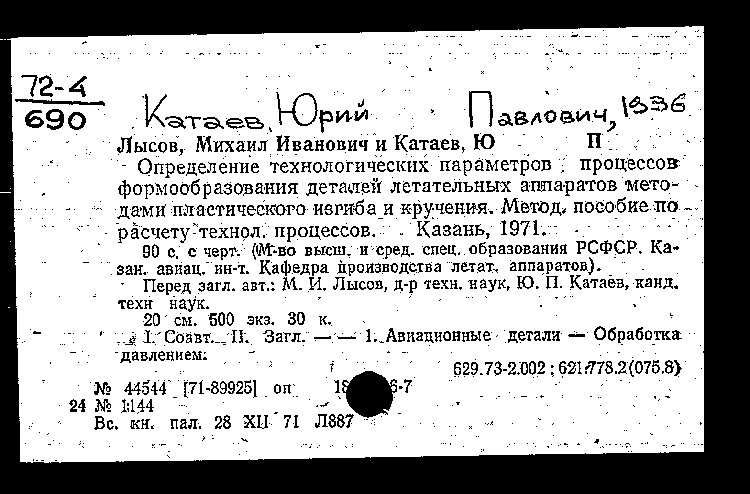 72-4
690
Катаев, Юрий Павлович, 1936
Лысов, Михаил Иванович и Катаев, Ю П
Определение технологических параметров процессов
формообразования деталей летательных аппаратов мето-
дами пластического изгиба и кручения. Метод. пособие по
расчету технол. процессов. Казань, 1971.
90 с. с черт. (М-во высш. и сред. спец. образования РСФСР. Ка-
зан. авиац. ин-т. Кафедра производства летат. аппаратов).
Перед загл. авт.: М. И. Лысов, д-р техн. наук, Ю. П. Катаев, канд.
техн наук.
20 см. 500 экз. 30 к.
I. Соавт. II. Загл. — — 1. Авиационные детали — Обработка
давлением.
629.73-2.002 : 621.778.2(075.8)
№ 44544 [71-89925] оп 18 6-7
24 № 1144
Вс. кн. пал. 28 XII 71 Л887